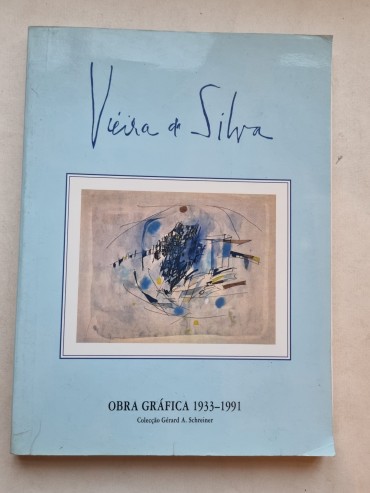 Vieira da Silva
OBRA GRÁFICA 1933–1991
Colecção Gérard A. Schreiner